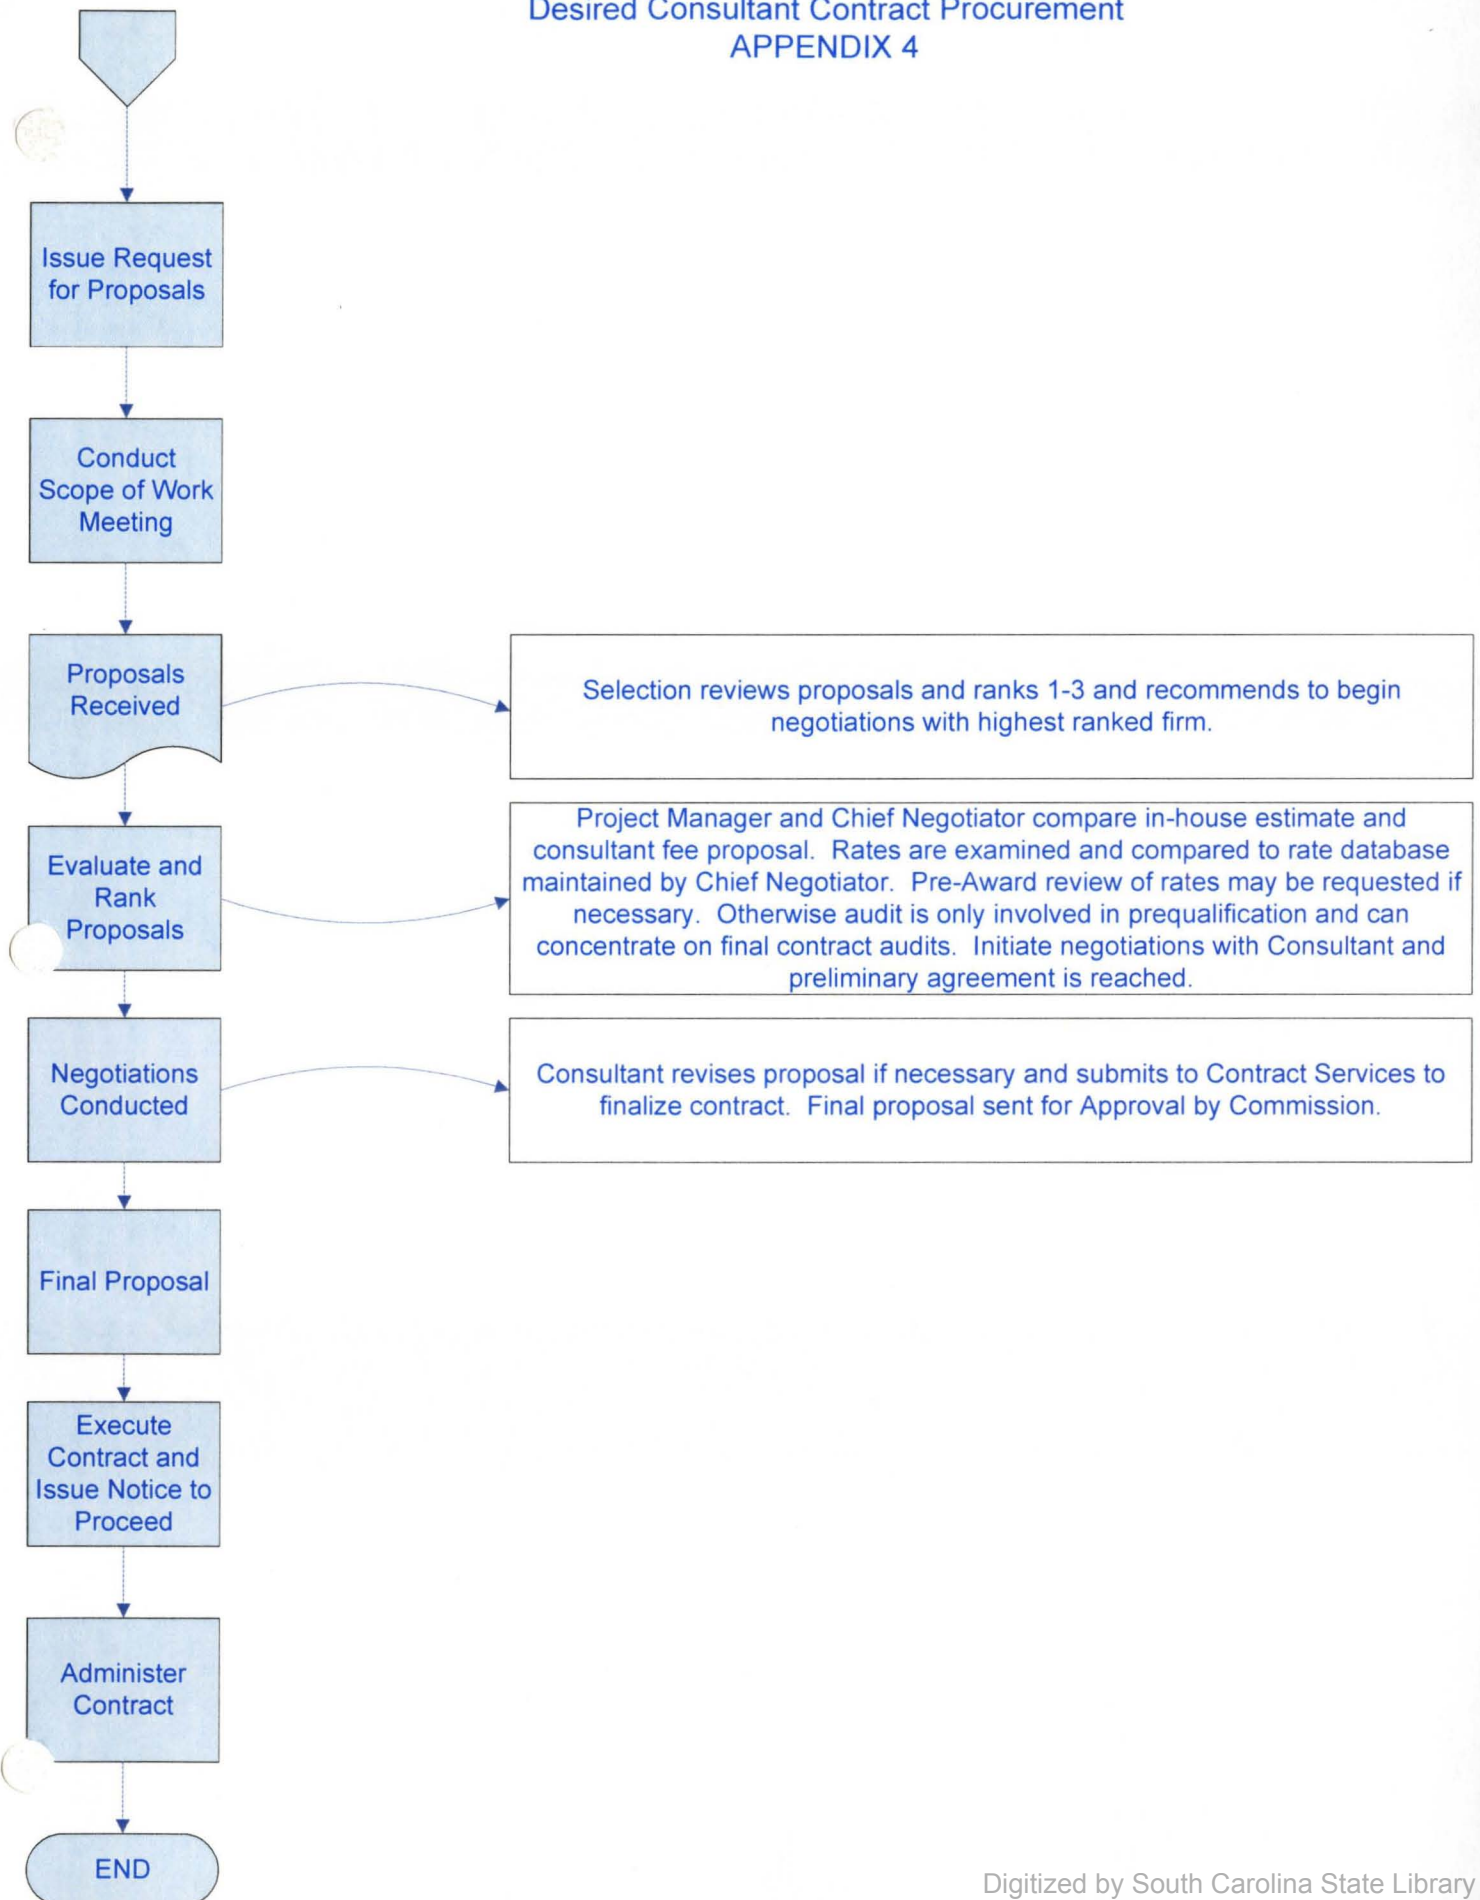 Desired Consultant Contract Procurement
APPENDIX 4
Issue Request
for Proposals
Conduct
Scope of Work
Meeting
Proposals
Received
Selection reviews proposals and ranks 1-3 and recommends to begin
negotiations with highest ranked firm.
Evaluate and
Rank
Proposals
Project Manager and Chief Negotiator compare in-house estimate and
consultant fee proposal.  Rates are examined and compared to rate database
maintained by Chief Negotiator.  Pre-Award review of rates may be requested if
necessary.  Otherwise audit is only involved in prequalification and can
concentrate on final contract audits.  Initiate negotiations with Consultant and
preliminary agreement is reached.
Negotiations
Conducted
Consultant revises proposal if necessary and submits to Contract Services to
finalize contract.  Final proposal sent for Approval by Commission.
Final Proposal
Execute
Contract and
Issue Notice to
Proceed
Administer
Contract
END
Digitized by South Carolina State Library